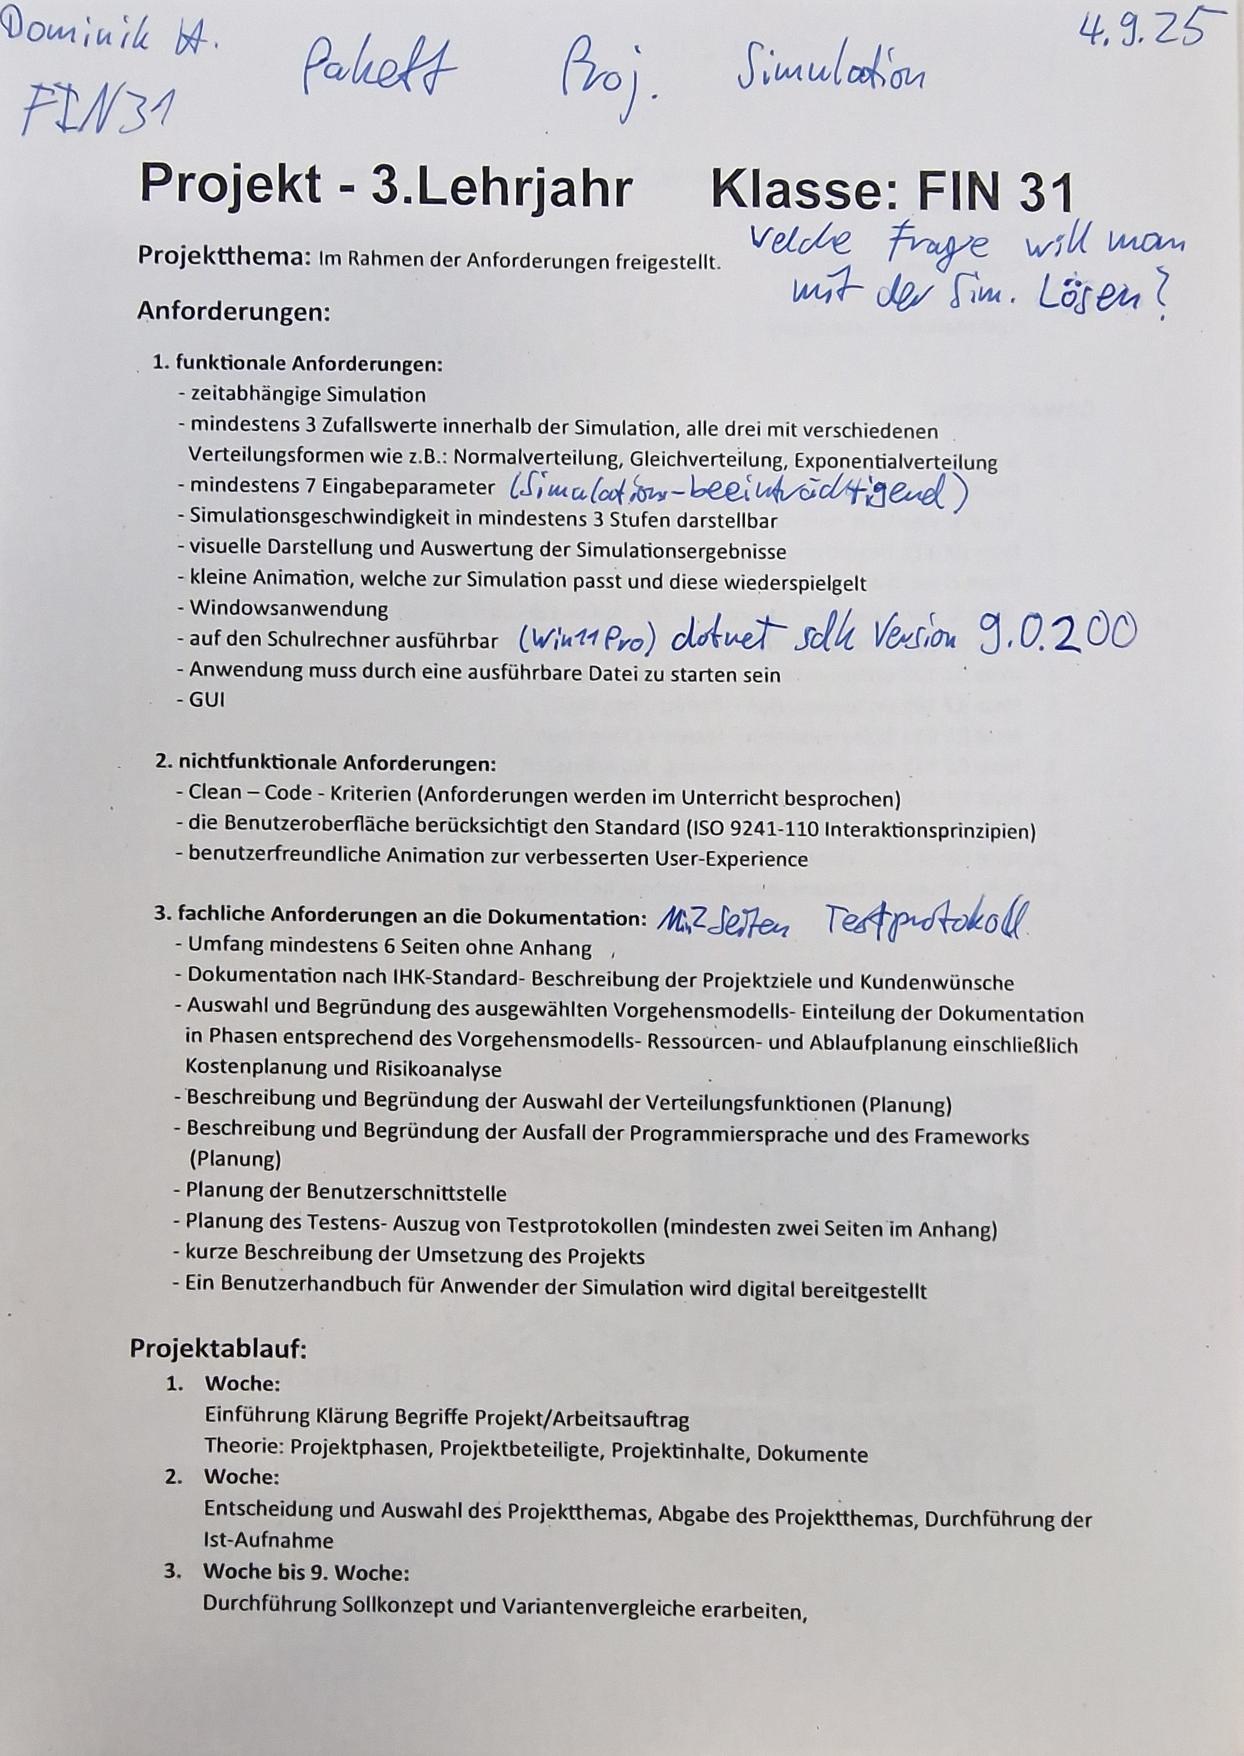 Dominik H.
4.9.25
Pakett Proj. Simulation
FIN31
Projekt - 3.Lehrjahr Klasse: FIN 31
Projektthema: Im Rahmen der Anforderungen freigestellt.
Welche Frage will man
mit der Sim. Lösen?
Anforderungen:
1. funktionale Anforderungen:
- zeitabhängige Simulation
- mindestens 3 Zufallswerte innerhalb der Simulation, alle drei mit verschiedenen
Verteilungsformen wie z.B.: Normalverteilung, Gleichverteilung, Exponentialverteilung
- mindestens 7 Eingabeparameter (Simulations-beeinträchtigend)
- Simulationsgeschwindigkeit in mindestens 3 Stufen darstellbar
- visuelle Darstellung und Auswertung der Simulationsergebnisse
- kleine Animation, welche zur Simulation passt und diese wiederspielgelt
- Windowsanwendung
- auf den Schulrechner ausführbar (Win11 Pro) dotnet sdk Version 9.0.200
- Anwendung muss durch eine ausführbare Datei zu starten sein
- GUI
2. nichtfunktionale Anforderungen:
- Clean – Code - Kriterien (Anforderungen werden im Unterricht besprochen)
- die Benutzeroberfläche berücksichtigt den Standard (ISO 9241-110 Interaktionsprinzipien)
- benutzerfreundliche Animation zur verbesserten User-Experience
3. fachliche Anforderungen an die Dokumentation: Seiten Testprotokoll
- Umfang mindestens 6 Seiten ohne Anhang
- Dokumentation nach IHK-Standard- Beschreibung der Projektziele und Kundenwünsche
- Auswahl und Begründung des ausgewählten Vorgehensmodells- Einteilung der Dokumentation
in Phasen entsprechend des Vorgehensmodells- Ressourcen- und Ablaufplanung einschließlich
Kostenplanung und Risikoanalyse
- Beschreibung und Begründung der Auswahl der Verteilungsfunktionen (Planung)
- Beschreibung und Begründung der Ausfall der Programmiersprache und des Frameworks
(Planung)
- Planung der Benutzerschnittstelle
- Planung des Testens- Auszug von Testprotokollen (mindesten zwei Seiten im Anhang)
- kurze Beschreibung der Umsetzung des Projekts
- Ein Benutzerhandbuch für Anwender der Simulation wird digital bereitgestellt
Projektablauf:
1. Woche:
Einführung Klärung Begriffe Projekt/Arbeitsauftrag
Theorie: Projektphasen, Projektbeteiligte, Projektinhalte, Dokumente
2. Woche:
Entscheidung und Auswahl des Projektthemas, Abgabe des Projektthemas, Durchführung der
Ist-Aufnahme
3. Woche bis 9. Woche:
Durchführung Sollkonzept und Variantenvergleiche erarbeiten,